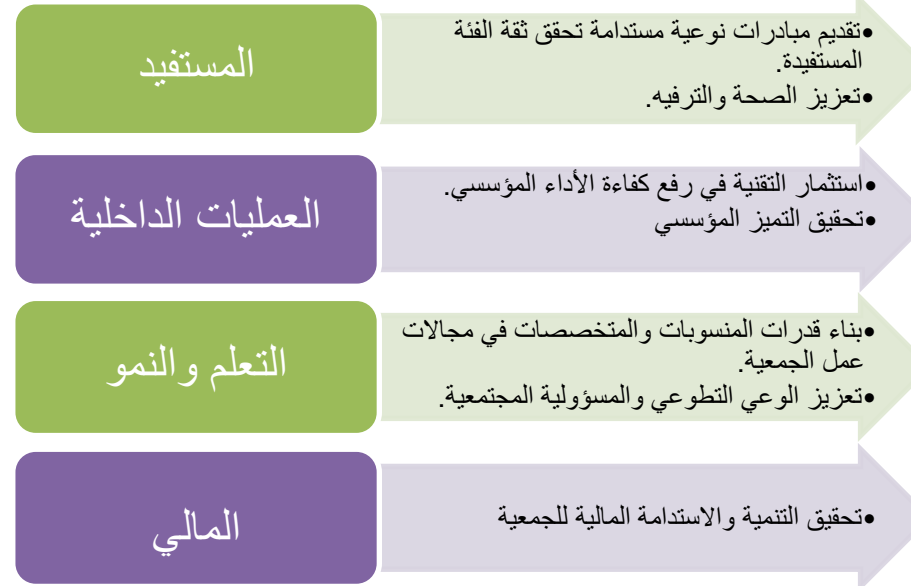 المستفيد
•تقديم مبادرات نوعية مستدامة تحقق ثقة الفئة
المستفيدة.
•تعزيز الصحة والترفيه.
العمليات الداخلية
•استثمار التقنية في رفع كفاءة الأداء المؤسسي.
•تحقيق التميز المؤسسي
التعلم والنمو
•بناء قدرات المنسوبات والمتخصصات في مجالات
عمل الجمعية.
•تعزيز الوعي التطوعي والمسؤولية المجتمعية.
المالي
•تحقيق التنمية والاستدامة المالية للجمعية